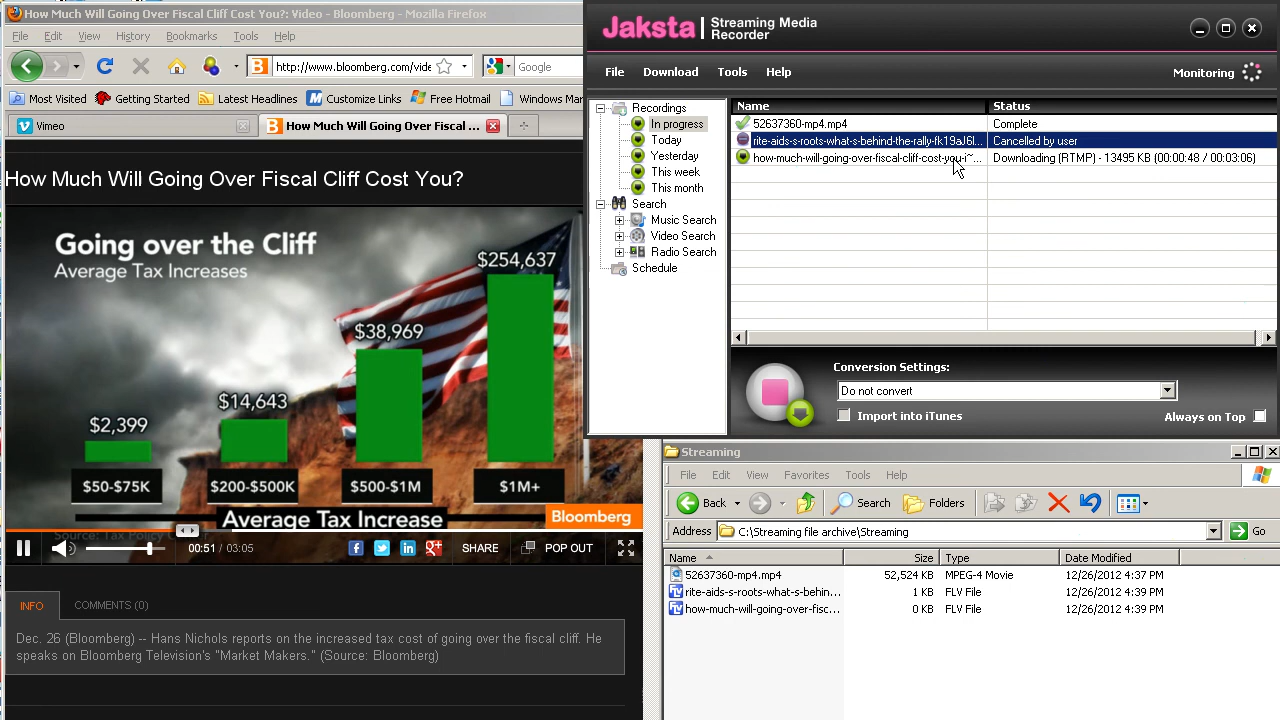 How Much Will Going Over Fiscal Cliff Cost You?: Video - Bloomberg - Mozilla Firefox
File Edit View History Bookmarks Tools Help
http://www.bloomberg.com/vide
Google
Most Visited Getting Started Latest Headlines Customize Links Free Hotmail Windows Mar
Vimeo
How Much Will Going Over Fiscal ...
How Much Will Going Over Fiscal Cliff Cost You?
Going over the Cliff
Average Tax Increases
$254,637
$38,969
$14,643
$2,399
$50-$75K $200-$500K $500-$1M $1M+
Average Tax Increase
Bloomberg
Source: Tax Policy
00:51 / 03:05 SHARE POP OUT
INFO COMMENTS (0)
Dec. 26 (Bloomberg) -- Hans Nichols reports on the increased tax cost of going over the fiscal cliff. He
speaks on Bloomberg Television's "Market Makers." (Source: Bloomberg)
Jaksta Streaming Media
Recorder
File Download Tools Help
Monitoring
Recordings
In progress
Today
Yesterday
This week
This month
Search
Music Search
Video Search
Radio Search
Schedule
Name Status
52637360-mp4.mp4 Complete
rite-aids-s-roots-what-s-behind-the-rally-fk19aJ6l... Cancelled by user
how-much-will-going-over-fiscal-cliff-cost-you-i~... Downloading (RTMP) - 13495 KB (00:00:48 / 00:03:06)
Conversion Settings:
Do not convert
Import into iTunes
Always on Top
Streaming
File Edit View Favorites Tools Help
Back Search Folders
Address C:\Streaming file archive\Streaming Go
Name Size Type Date Modified
52637360-mp4.mp4 52,524 KB MPEG-4 Movie 12/26/2012 4:37 PM
rite-aids-s-roots-what-s-behin... 1 KB FLV File 12/26/2012 4:39 PM
how-much-will-going-over-fisc... 0 KB FLV File 12/26/2012 4:39 PM